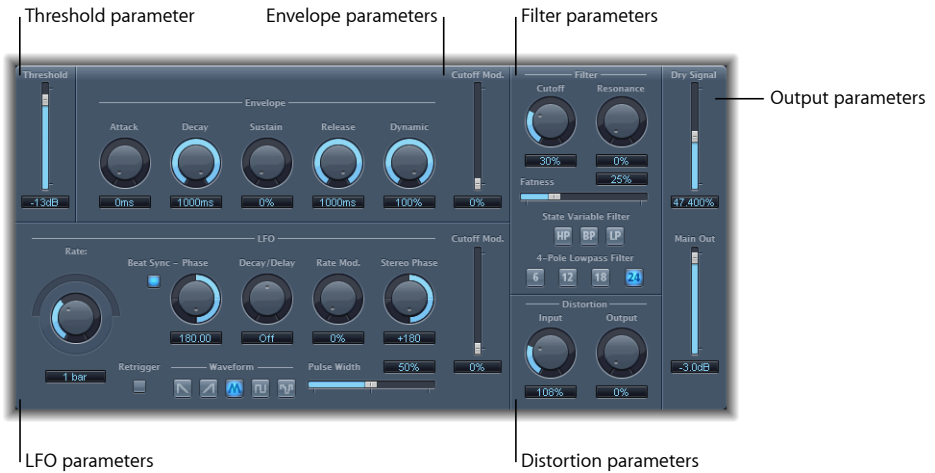 Threshold parameter
Envelope parameters
Filter parameters
Output parameters
Threshold
-13dB
Envelope
Attack
Decay
Sustain
Release
Dynamic
0ms
1000ms
0%
1000ms
100%
Cutoff Mod.
0%
Filter
Cutoff
Resonance
30%
0%
Fatness
25%
State Variable Filter
HP
BP
LP
4-Pole Lowpass Filter
6
12
18
24
Dry Signal
47.400%
Main Out
-3.0dB
LFO
Rate:
1 bar
Beat Sync – Phase
Decay/Delay
Rate Mod.
Stereo Phase
180.00
Off
0%
+180
Cutoff Mod.
0%
Retrigger
Waveform
Pulse Width
50%
Distortion
Input
Output
108%
0%
LFO parameters
Distortion parameters